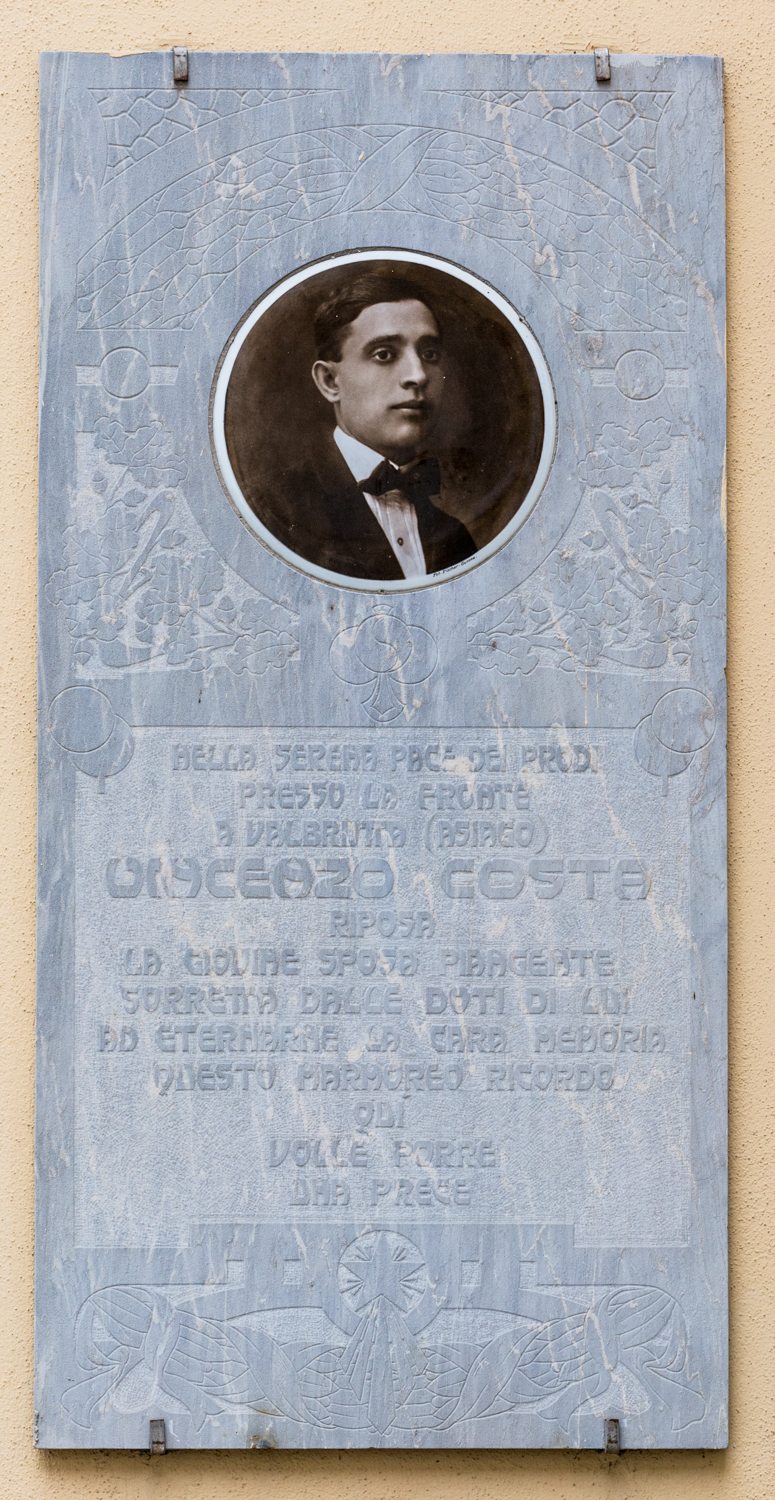 NELLA SERENA PACE DEI PRODI
PRESSO LA FRONTE
A VALBRUTTA (ASIAGO)
VINCENZO COSTA
RIPOSA
LA GIOVINE SPOSA PIANGENTE
SORRETTA DALLE DOTI DI LUI
AD ETERNARNE LA CARA MEMORIA
QUESTO MARMOREO RICORDO
QUI
VOLLE PORRE
UNA PRECE